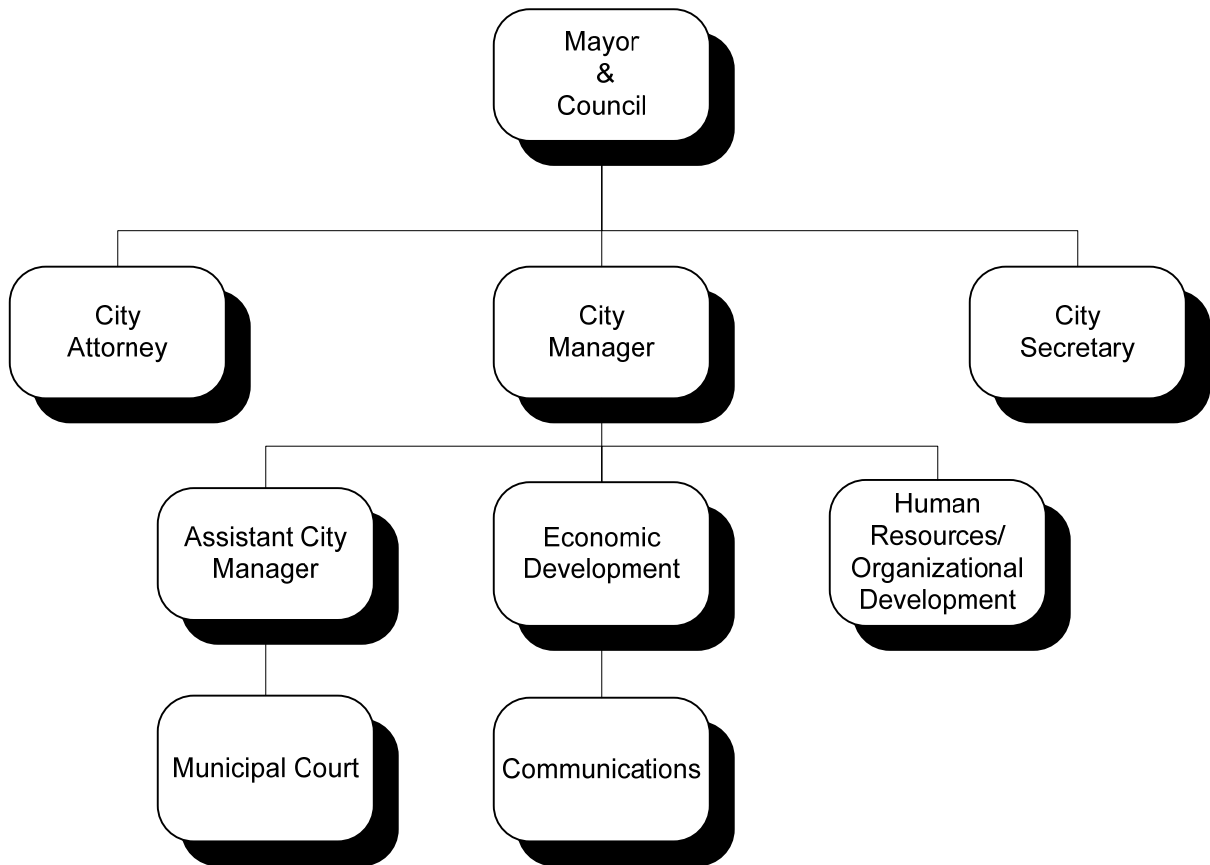 Mayor
&
Council
City
Attorney
City
Manager
City
Secretary
Assistant City
Manager
Economic
Development
Human
Resources/
Organizational
Development
Municipal Court
Communications